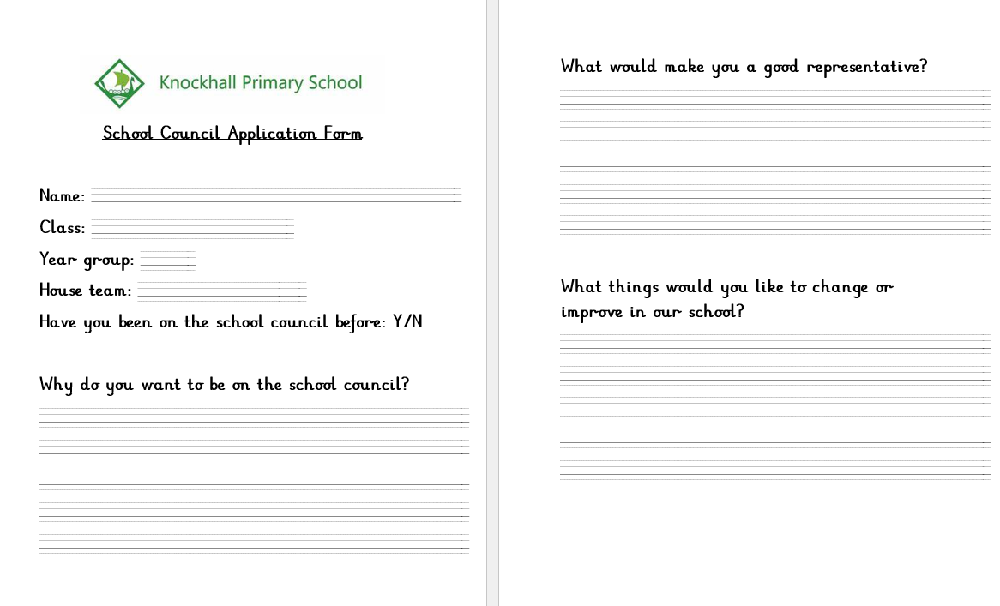 Knockhall Primary School
School Council Application Form
Name:
Class:
Year group:
House team:
Have you been on the school council before: Y/N
Why do you want to be on the school council?
What would make you a good representative?
What things would you like to change or
improve in our school?